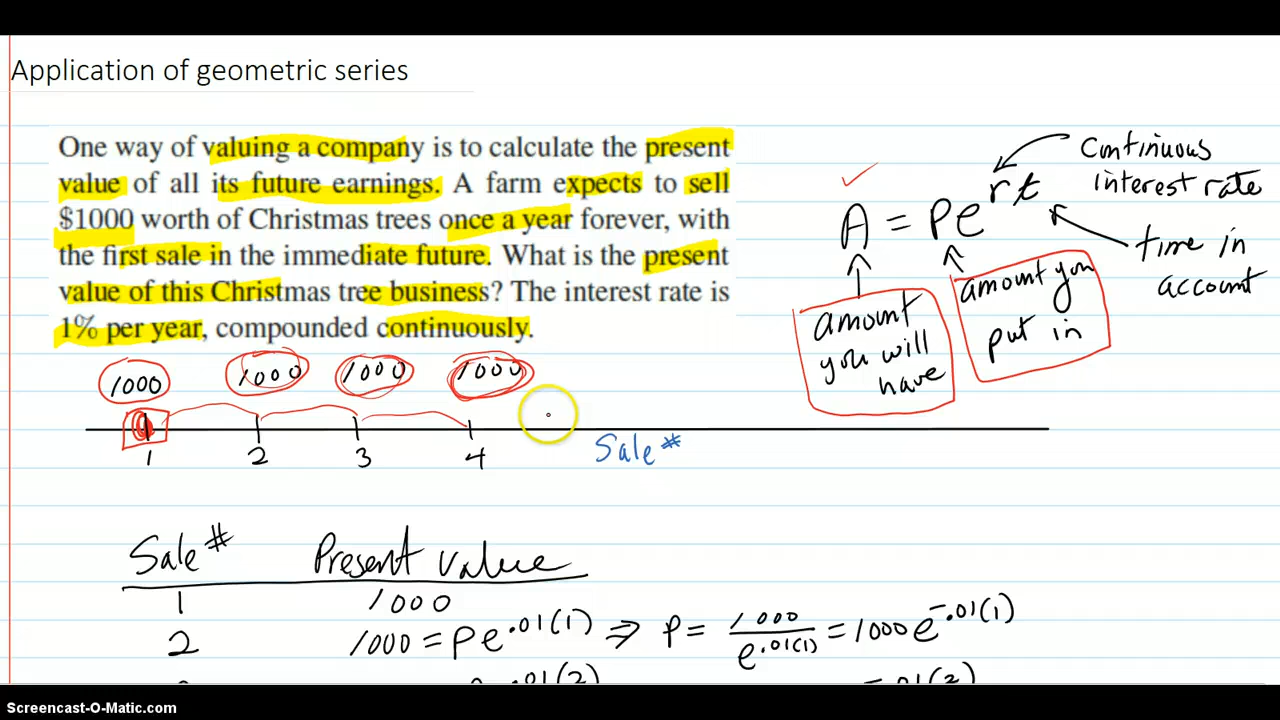 Application of geometric series
One way of valuing a company is to calculate the present
value of all its future earnings. A farm expects to sell
$1000 worth of Christmas trees once a year forever, with
the first sale in the immediate future. What is the present
value of this Christmas tree business? The interest rate is
1% per year, compounded continuously.
A = Pe^rt
continuous
interest rate
time in
account
amount
you will
have
amount you
put in
1000 1000 1000 1000
1 2 3 4
Sale #
Sale # Present value
1 1000
2 1000 = Pe^.01(1) ⇒ P = 1000/e^.01(1) = 1000e^-.01(1)
.01(2) -.01(2)
Screencast-O-Matic.com